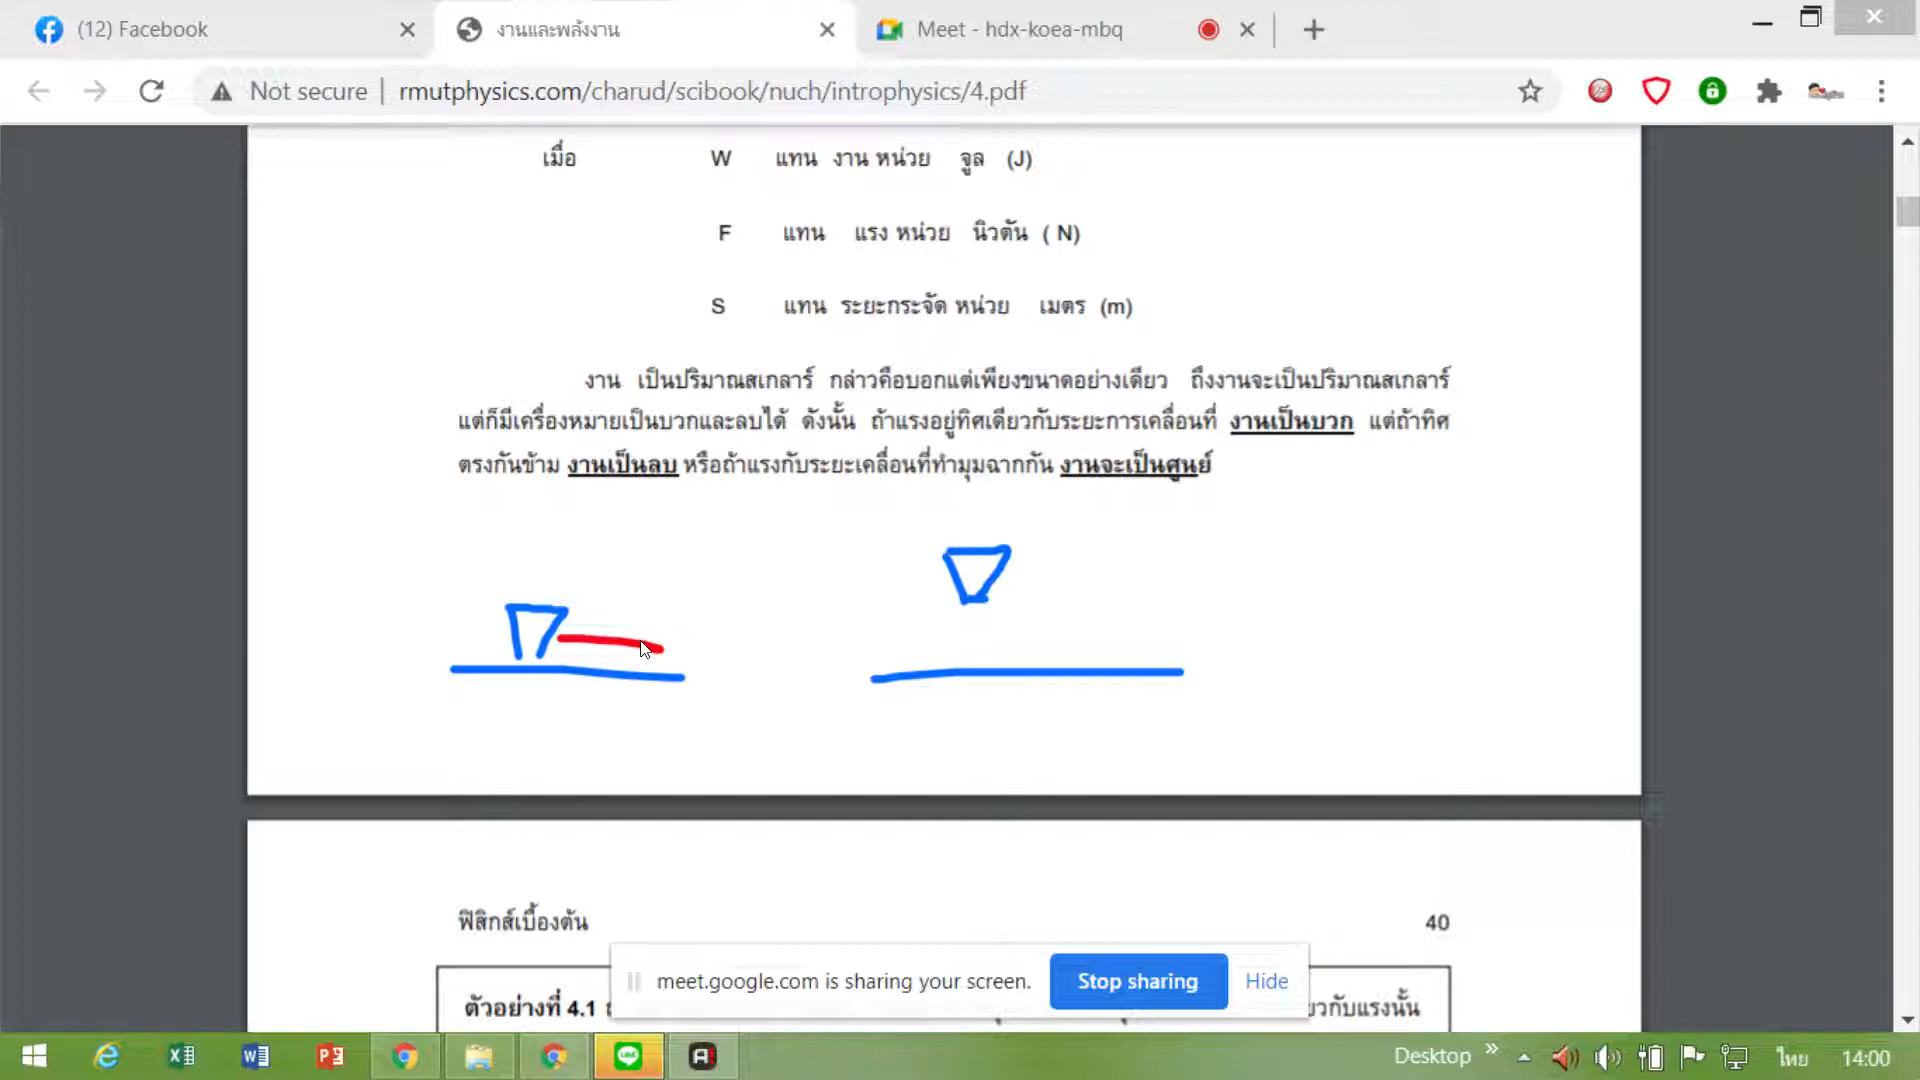 (12) Facebook
งานและพลังงาน
Meet - hdx-koea-mbq
Not secure | rmutphysics.com/charud/scibook/nuch/introphysics/4.pdf
เมื่อ W แทน งาน หน่วย จูล (J)
F แทน แรง หน่วย นิวตัน ( N)
S แทน ระยะกระจัด หน่วย เมตร (m)
งาน เป็นปริมาณสเกลาร์ กล่าวคือบอกแต่เพียงขนาดอย่างเดียว ถึงงานจะเป็นปริมาณสเกลาร์
แต่ก็มีเครื่องหมายเป็นบวกและลบได้ ดังนั้น ถ้าแรงอยู่ทิศเดียวกับระยะการเคลื่อนที่ งานเป็นบวก แต่ถ้าทิศ
ตรงกันข้าม งานเป็นลบ หรือถ้าแรงกับระยะเคลื่อนที่ทำมุมฉากกัน งานจะเป็นศูนย์
ฟิสิกส์เบื้องต้น 40
meet.google.com is sharing your screen. Stop sharing Hide
ตัวอย่างที่ 4.1 ยวกับแรงนั้น
Desktop ไทย 14:00